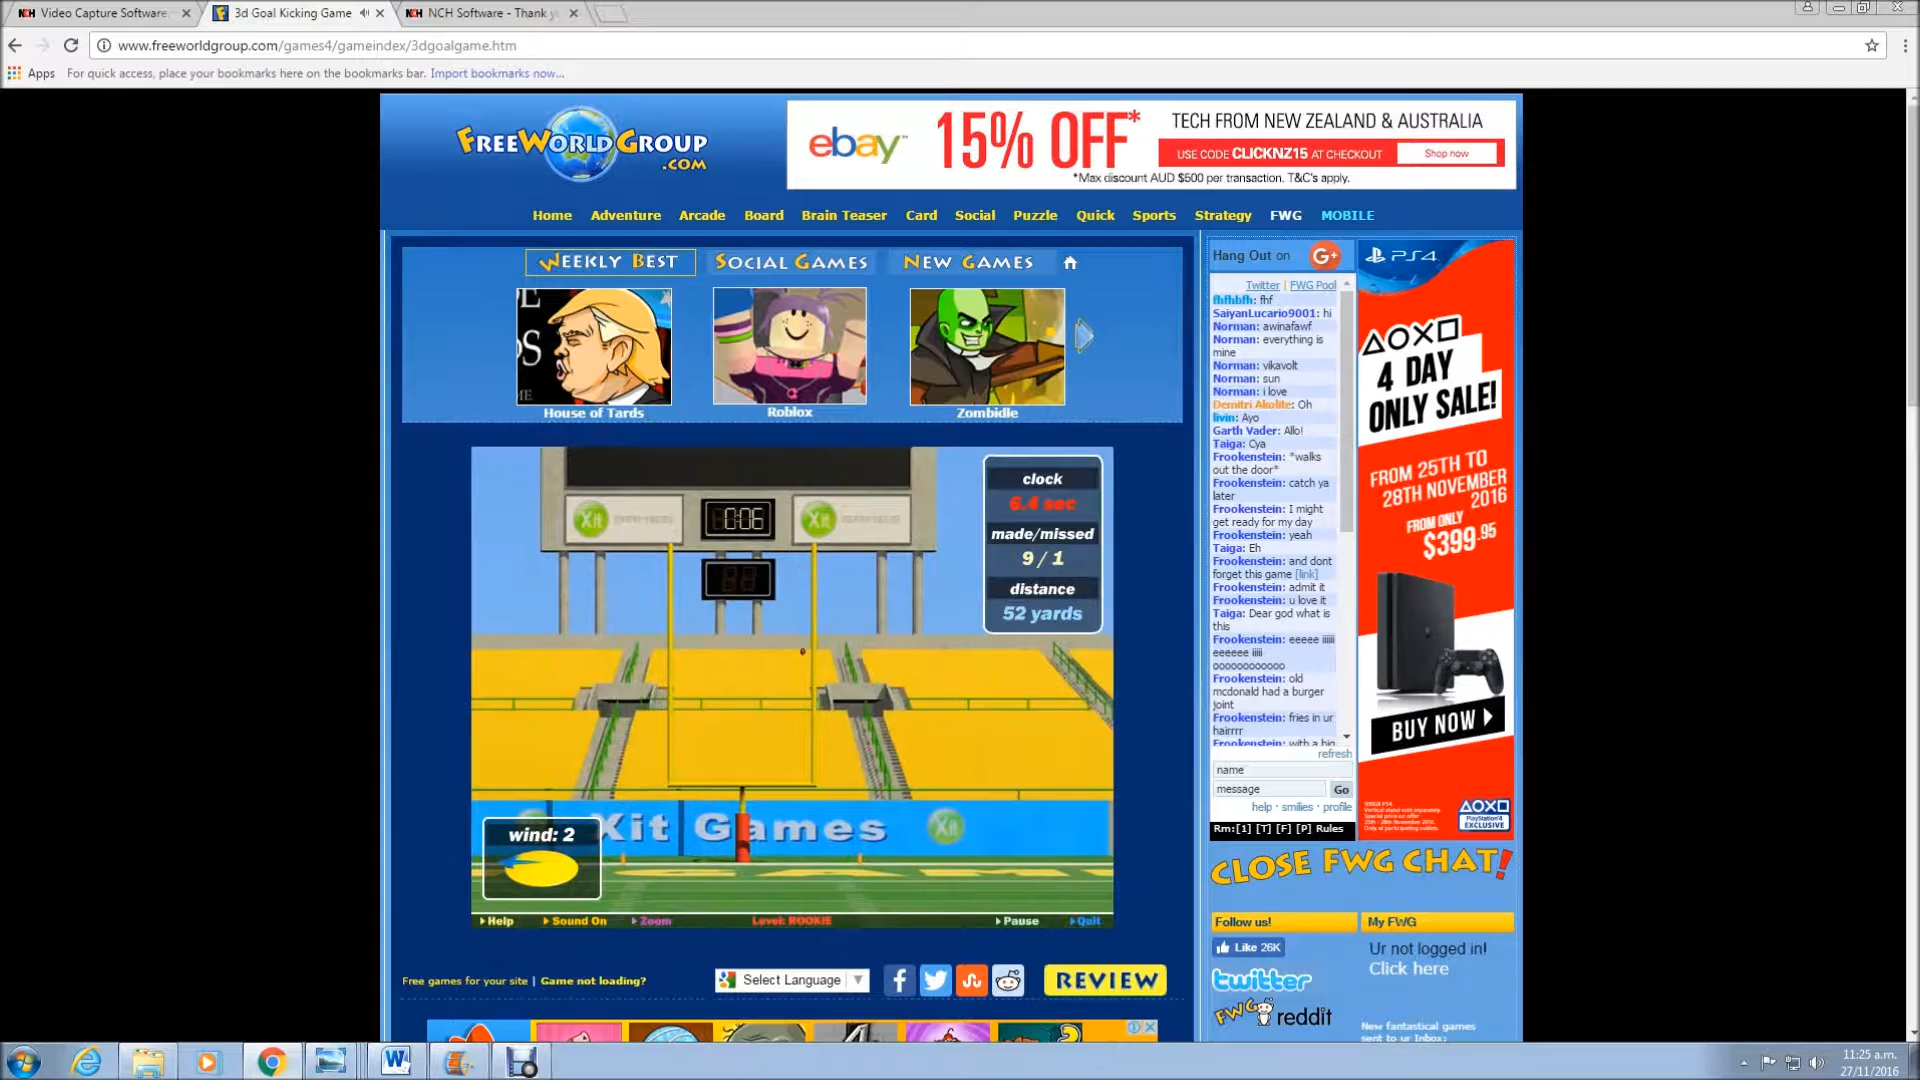 Video Capture Software.
3d Goal Kicking Game
NCH Software - Thank y
www.freeworldgroup.com/games4/gameindex/3dgoalgame.htm
Apps For quick access, place your bookmarks here on the bookmarks bar. Import bookmarks now...
FREEWORLDGROUP
.COM
ebay
15% OFF*
TECH FROM NEW ZEALAND & AUSTRALIA
USE CODE CLICKNZ15 AT CHECKOUT
Shop now
*Max discount AUD $500 per transaction. T&C's apply.
Home Adventure Arcade Board Brain Teaser Card Social Puzzle Quick Sports Strategy FWG MOBILE
WEEKLY BEST
SOCIAL GAMES
NEW GAMES
House of Tards
Roblox
Zombidle
Xit
0:06
Xit
clock
6.4 sec
made/missed
9 / 1
distance
52 yards
Xit Games
Xit
wind: 2
Help
Sound On
Zoom
Level: ROOKIE
Pause
Quit
Free games for your site | Game not loading?
Select Language
REVIEW
Hang Out on G+
Twitter | FWG Pool
fhfhbfh: fhf
SaiyanLucario9001: hi
Norman: awinafawf
Norman: everything is
mine
Norman: vikavolt
Norman: sun
Norman: i love
Demitri Akolite: Oh
livin: Ayo
Garth Vader: Allo!
Taiga: Cya
Frookenstein: *walks
out the door*
Frookenstein: catch ya
later
Frookenstein: I might
get ready for my day
Frookenstein: yeah
Taiga: Eh
Frookenstein: and dont
forget this game [link]
Frookenstein: admit it
Frookenstein: u love it
Taiga: Dear god what is
this
Frookenstein: eeeee iiiiii
eeeeee iiii
oooooooooooo
Frookenstein: old
mcdonald had a burger
joint
Frookenstein: fries in ur
hairrrr
Frookenstein: with a big
refresh
name
message
Go
help · smilies · profile
Rm:[1] [T] [F] [P] Rules
PS4
4 DAY
ONLY SALE!
FROM 25TH TO
28TH NOVEMBER
2016
FROM ONLY
$399.95
BUY NOW
PlayStation4
EXCLUSIVE
CLOSE FWG CHAT!
Follow us!
My FWG
Like 26K
Ur not logged in!
Click here
twitter
FWG reddit
New fantastical games
sent to ur Inbox:
11:25 a.m.
27/11/2016